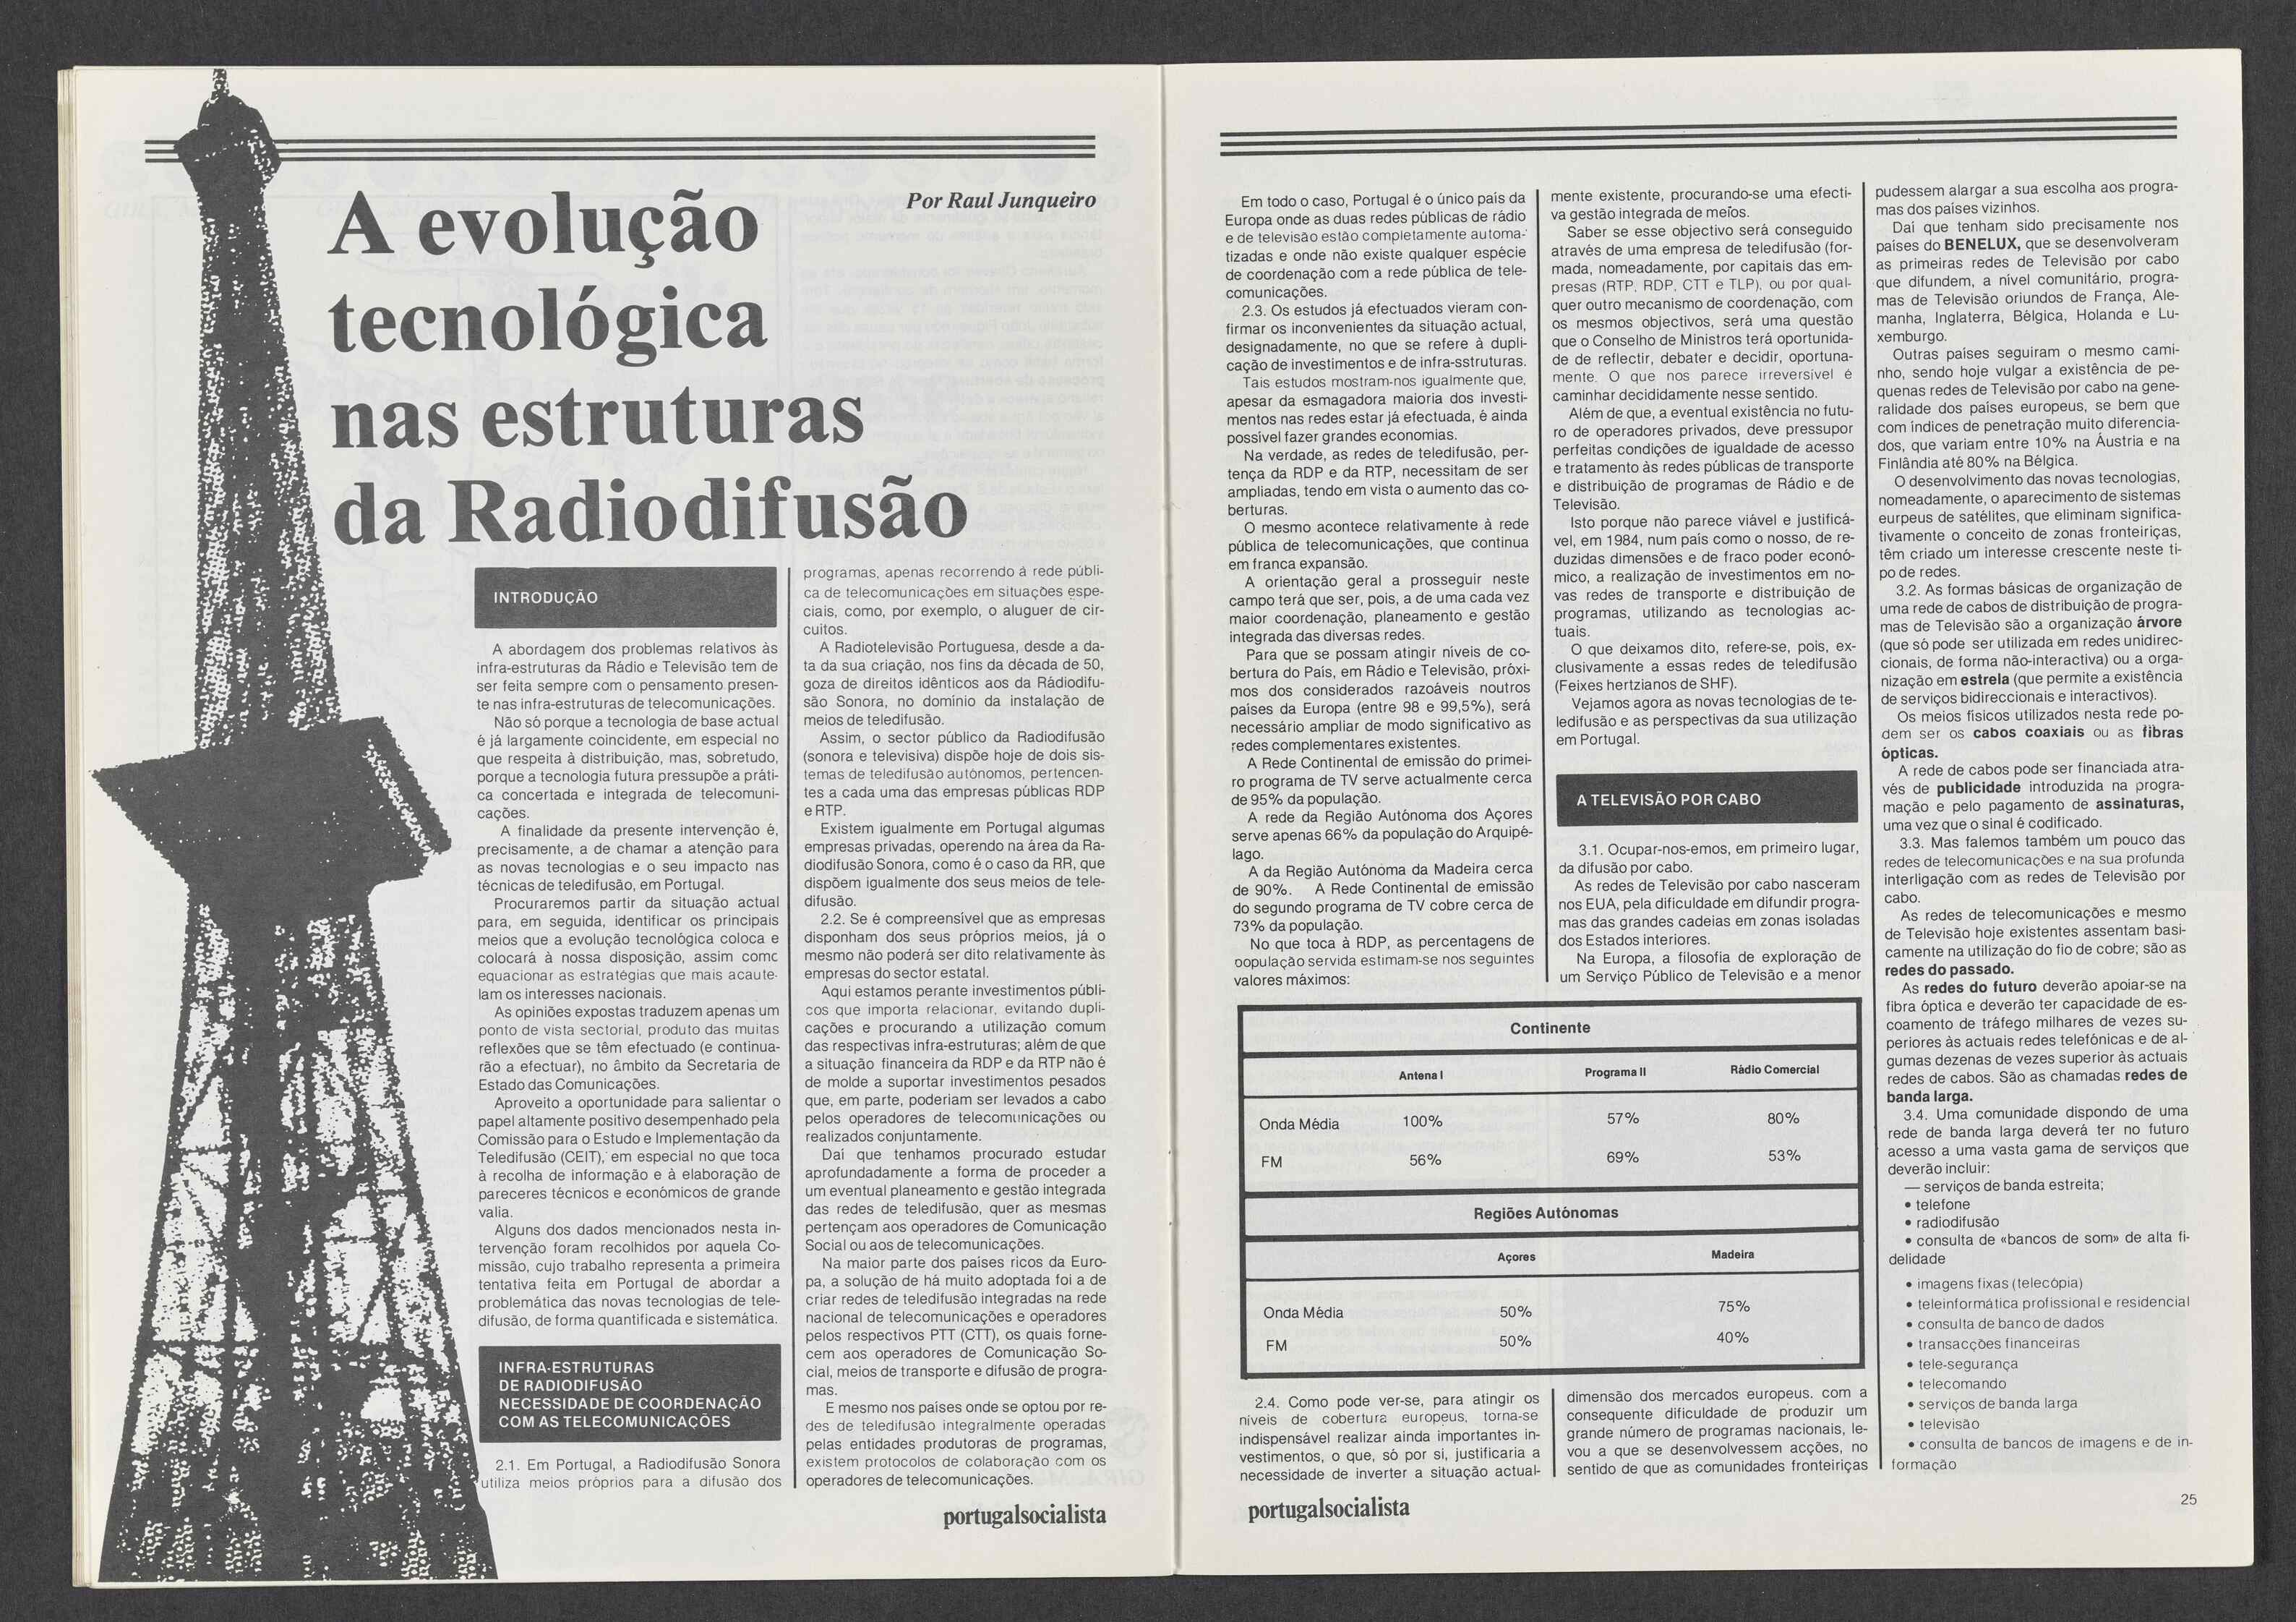 A evolução
tecnológica
nas estruturas
da Radiodifusão
Por Raul Junqueiro
INTRODUÇÃO
A abordagem dos problemas relativos às
infra-estruturas da Rádio e Televisão tem de
ser feita sempre com o pensamento presen-
te nas infra-estruturas de telecomunicações.
Não só porque a tecnologia de base actual
é já largamente coincidente, em especial no
que respeita à distribuição, mas, sobretudo,
porque a tecnologia futura pressupõe a práti-
ca concertada e integrada de telecomuni-
cações.
A finalidade da presente intervenção é,
precisamente, a de chamar a atenção para
as novas tecnologias e o seu impacto nas
técnicas de teledifusão, em Portugal.
Procuraremos partir da situação actual
para, em seguida, identificar os principais
meios que a evolução tecnológica coloca e
colocará à nossa disposição, assim comc
equacionar as estratégias que mais acaute-
lam os interesses nacionais.
As opiniões expostas traduzem apenas um
ponto de vista sectorial, produto das muitas
reflexões que se têm efectuado (e continua-
rão a efectuar), no âmbito da Secretaria de
Estado das Comunicações.
Aproveito a oportunidade para salientar o
papel altamente positivo desempenhado pela
Comissão para o Estudo e Implementação da
Teledifusão (CEIT), em especial no que toca
à recolha de informação e à elaboração de
pareceres técnicos e económicos de grande
valia.
Alguns dos dados mencionados nesta in-
tervenção foram recolhidos por aquela Co-
missão, cujo trabalho representa a primeira
tentativa feita em Portugal de abordar a
problemática das novas tecnologias de tele-
difusão, de forma quantificada e sistemática.
INFRA-ESTRUTURAS
DE RADIODIFUSÃO
NECESSIDADE DE COORDENAÇÃO
COM AS TELECOMUNICAÇÕES
2.1. Em Portugal, a Radiodifusão Sonora
utiliza meios próprios para a difusão dos
programas, apenas recorrendo à rede públi-
ca de telecomunicações em situações espe-
ciais, como, por exemplo, o aluguer de cir-
cuitos.
A Radiotelevisão Portuguesa, desde a da-
ta da sua criação, nos fins da década de 50,
goza de direitos idênticos aos da Rádiodifu-
são Sonora, no domínio da instalação de
meios de teledifusão.
Assim, o sector público da Radiodifusão
(sonora e televisiva) dispõe hoje de dois sis-
temas de teledifusão autónomos, pertencen-
tes a cada uma das empresas públicas RDP
e RTP.
Existem igualmente em Portugal algumas
empresas privadas, operendo na área da Ra-
diodifusão Sonora, como é o caso da RR, que
dispõem igualmente dos seus meios de tele-
difusão.
2.2. Se é compreensível que as empresas
disponham dos seus próprios meios, já o
mesmo não poderá ser dito relativamente às
empresas do sector estatal.
Aqui estamos perante investimentos públi-
cos que importa relacionar, evitando dupli-
cações e procurando a utilização comum
das respectivas infra-estruturas; além de que
a situação financeira da RDP e da RTP não é
de molde a suportar investimentos pesados
que, em parte, poderiam ser levados a cabo
pelos operadores de telecomunicações ou
realizados conjuntamente.
Daí que tenhamos procurado estudar
aprofundadamente a forma de proceder a
um eventual planeamento e gestão integrada
das redes de teledifusão, quer as mesmas
pertençam aos operadores de Comunicação
Social ou aos de telecomunicações.
Na maior parte dos países ricos da Euro-
pa, a solução de há muito adoptada foi a de
criar redes de teledifusão integradas na rede
nacional de telecomunicações e operadores
pelos respectivos PTT (CTT), os quais forne-
cem aos operadores de Comunicação So-
cial, meios de transporte e difusão de progra-
mas.
E mesmo nos países onde se optou por re-
des de teledifusão integralmente operadas
pelas entidades produtoras de programas,
existem protocolos de colaboração com os
operadores de telecomunicações.
portugalsocialista
Em todo o caso, Portugal é o único país da
Europa onde as duas redes públicas de rádio
e de televisão estão completamente automa-
tizadas e onde não existe qualquer espécie
de coordenação com a rede pública de tele-
comunicações.
2.3. Os estudos já efectuados vieram con-
firmar os inconvenientes da situação actual,
designadamente, no que se refere à dupli-
cação de investimentos e de infra-sstruturas.
Tais estudos mostram-nos igualmente que,
apesar da esmagadora maioria dos investi-
mentos nas redes estar já efectuada, é ainda
possível fazer grandes economias.
Na verdade, as redes de teledifusão, per-
tença da RDP e da RTP, necessitam de ser
ampliadas, tendo em vista o aumento das co-
berturas.
O mesmo acontece relativamente à rede
pública de telecomunicações, que continua
em franca expansão.
A orientação geral a prosseguir neste
campo terá que ser, pois, a de uma cada vez
maior coordenação, planeamento e gestão
integrada das diversas redes.
Para que se possam atingir níveis de co-
bertura do País, em Rádio e Televisão, próxi-
mos dos considerados razoáveis noutros
países da Europa (entre 98 e 99,5%), será
necessário ampliar de modo significativo as
redes complementares existentes.
A Rede Continental de emissão do primei-
ro programa de TV serve actualmente cerca
de 95% da população.
A rede da Região Autónoma dos Açores
serve apenas 66% da população do Arquipé-
lago.
A da Região Autónoma da Madeira cerca
de 90%. A Rede Continental de emissão
do segundo programa de TV cobre cerca de
73% da população.
No que toca à RDP, as percentagens de
população servida estimam-se nos seguintes
valores máximos:
mente existente, procurando-se uma efecti-
va gestão integrada de meios.
Saber se esse objectivo será conseguido
através de uma empresa de teledifusão (for-
mada, nomeadamente, por capitais das em-
presas (RTP, RDP, CTT e TLP), ou por qual-
quer outro mecanismo de coordenação, com
os mesmos objectivos, será uma questão
que o Conselho de Ministros terá oportunida-
de de reflectir, debater e decidir, oportuna-
mente. O que nos parece irreversível é
caminhar decididamente nesse sentido.
Além de que, a eventual existência no futu-
ro de operadores privados, deve pressupor
perfeitas condições de igualdade de acesso
e tratamento às redes públicas de transporte
e distribuição de programas de Rádio e de
Televisão.
Isto porque não parece viável e justificá-
vel, em 1984, num país como o nosso, de re-
duzidas dimensões e de fraco poder econó-
mico, a realização de investimentos em no-
vas redes de transporte e distribuição de
programas, utilizando as tecnologias ac-
tuais.
O que deixamos dito, refere-se, pois, ex-
clusivamente a essas redes de teledifusão
(Feixes hertzianos de SHF).
Vejamos agora as novas tecnologias de te-
ledifusão e as perspectivas da sua utilização
em Portugal.
A TELEVISÃO POR CABO
3.1. Ocupar-nos-emos, em primeiro lugar,
da difusão por cabo.
As redes de Televisão por cabo nasceram
nos EUA, pela dificuldade em difundir progra-
mas das grandes cadeias em zonas isoladas
dos Estados interiores.
Na Europa, a filosofia de exploração de
um Serviço Público de Televisão e a menor
Continente
Antena I Programa II Rádio Comercial
Onda Média 100% 57% 80%
FM 56% 69% 53%
Regiões Autónomas
Açores Madeira
Onda Média 50% 75%
FM 50% 40%
2.4. Como pode ver-se, para atingir os
níveis de cobertura europeus, torna-se
indispensável realizar ainda importantes in-
vestimentos, o que, só por si, justificaria a
necessidade de inverter a situação actual-
dimensão dos mercados europeus. com a
consequente dificuldade de produzir um
grande número de programas nacionais, le-
vou a que se desenvolvessem acções, no
sentido de que as comunidades fronteiriças
pudessem alargar a sua escolha aos progra-
mas dos países vizinhos.
Daí que tenham sido precisamente nos
países do BENELUX, que se desenvolveram
as primeiras redes de Televisão por cabo
que difundem, a nível comunitário, progra-
mas de Televisão oriundos de França, Ale-
manha, Inglaterra, Bélgica, Holanda e Lu-
xemburgo.
Outras países seguiram o mesmo cami-
nho, sendo hoje vulgar a existência de pe-
quenas redes de Televisão por cabo na gene-
ralidade dos países europeus, se bem que
com índices de penetração muito diferencia-
dos, que variam entre 10% na Áustria e na
Finlândia até 80% na Bélgica.
O desenvolvimento das novas tecnologias,
nomeadamente, o aparecimento de sistemas
eurpeus de satélites, que eliminam significa-
tivamente o conceito de zonas fronteiriças,
têm criado um interesse crescente neste ti-
po de redes.
3.2. As formas básicas de organização de
uma rede de cabos de distribuição de progra-
mas de Televisão são a organização árvore
(que só pode ser utilizada em redes unidirec-
cionais, de forma não-interactiva) ou a orga-
nização em estrela (que permite a existência
de serviços bidireccionais e interactivos).
Os meios físicos utilizados nesta rede po-
dem ser os cabos coaxiais ou as fibras
ópticas.
A rede de cabos pode ser financiada atra-
vés de publicidade introduzida na progra-
mação e pelo pagamento de assinaturas,
uma vez que o sinal é codificado.
3.3. Mas falemos também um pouco das
redes de telecomunicações e na sua profunda
interligação com as redes de Televisão por
cabo.
As redes de telecomunicações e mesmo
de Televisão hoje existentes assentam basi-
camente na utilização do fio de cobre; são as
redes do passado.
As redes do futuro deverão apoiar-se na
fibra óptica e deverão ter capacidade de es-
coamento de tráfego milhares de vezes su-
periores às actuais redes telefónicas e de al-
gumas dezenas de vezes superior às actuais
redes de cabos. São as chamadas redes de
banda larga.
3.4. Uma comunidade dispondo de uma
rede de banda larga deverá ter no futuro
acesso a uma vasta gama de serviços que
deverão incluir:
— serviços de banda estreita;
• telefone
• radiodifusão
• consulta de «bancos de som» de alta fi-
delidade
• imagens fixas (telecópia)
• teleinformática profissional e residencial
• consulta de banco de dados
• transacções financeiras
• tele-segurança
• telecomando
• serviços de banda larga
• televisão
• consulta de bancos de imagens e de in-
formação
portugalsocialista
25